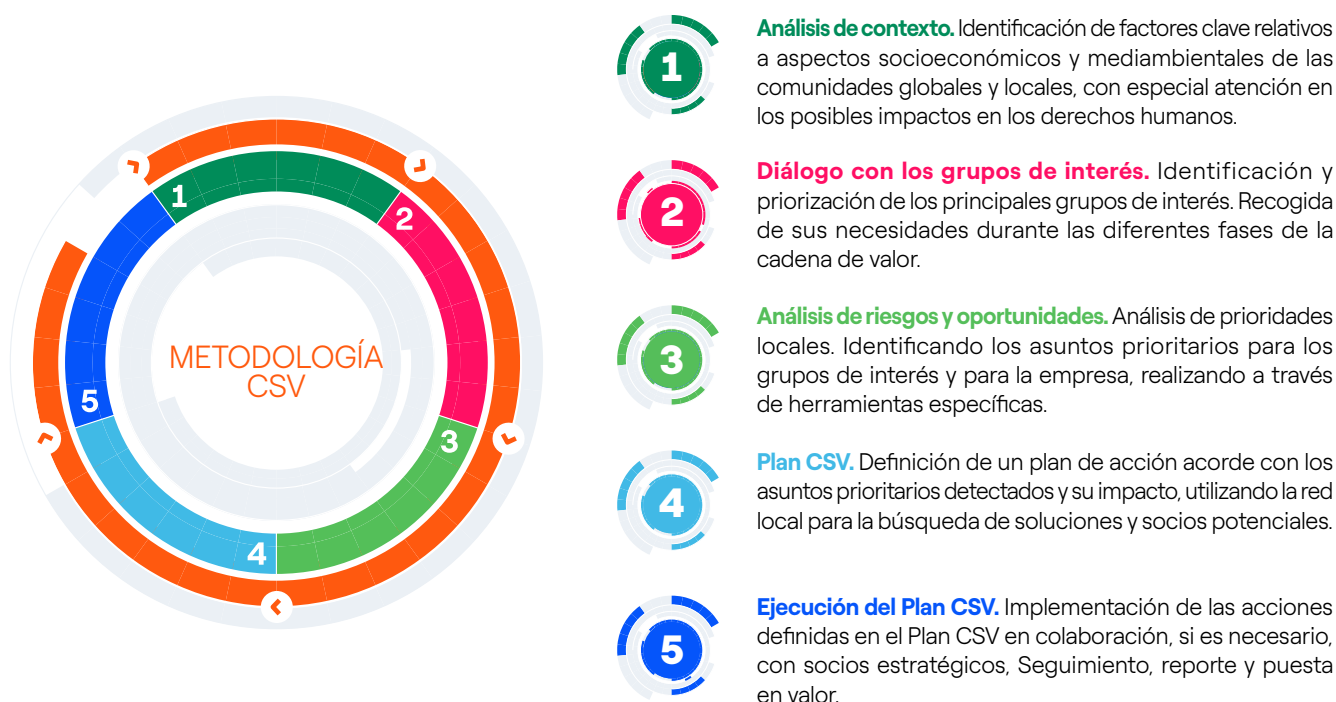 METODOLOGÍA
CSV
1
2
3
4
5
1
Análisis de contexto. Identificación de factores clave relativos
a aspectos socioeconómicos y mediambientales de las
comunidades globales y locales, con especial atención en
los posibles impactos en los derechos humanos.
2
Diálogo con los grupos de interés. Identificación y
priorización de los principales grupos de interés. Recogida
de sus necesidades durante las diferentes fases de la
cadena de valor.
3
Análisis de riesgos y oportunidades. Análisis de prioridades
locales. Identificando los asuntos prioritarios para los
grupos de interés y para la empresa, realizando a través
de herramientas específicas.
4
Plan CSV. Definición de un plan de acción acorde con los
asuntos prioritarios detectados y su impacto, utilizando la red
local para la búsqueda de soluciones y socios potenciales.
5
Ejecución del Plan CSV. Implementación de las acciones
definidas en el Plan CSV en colaboración, si es necesario,
con socios estratégicos, Seguimiento, reporte y puesta
en valor.